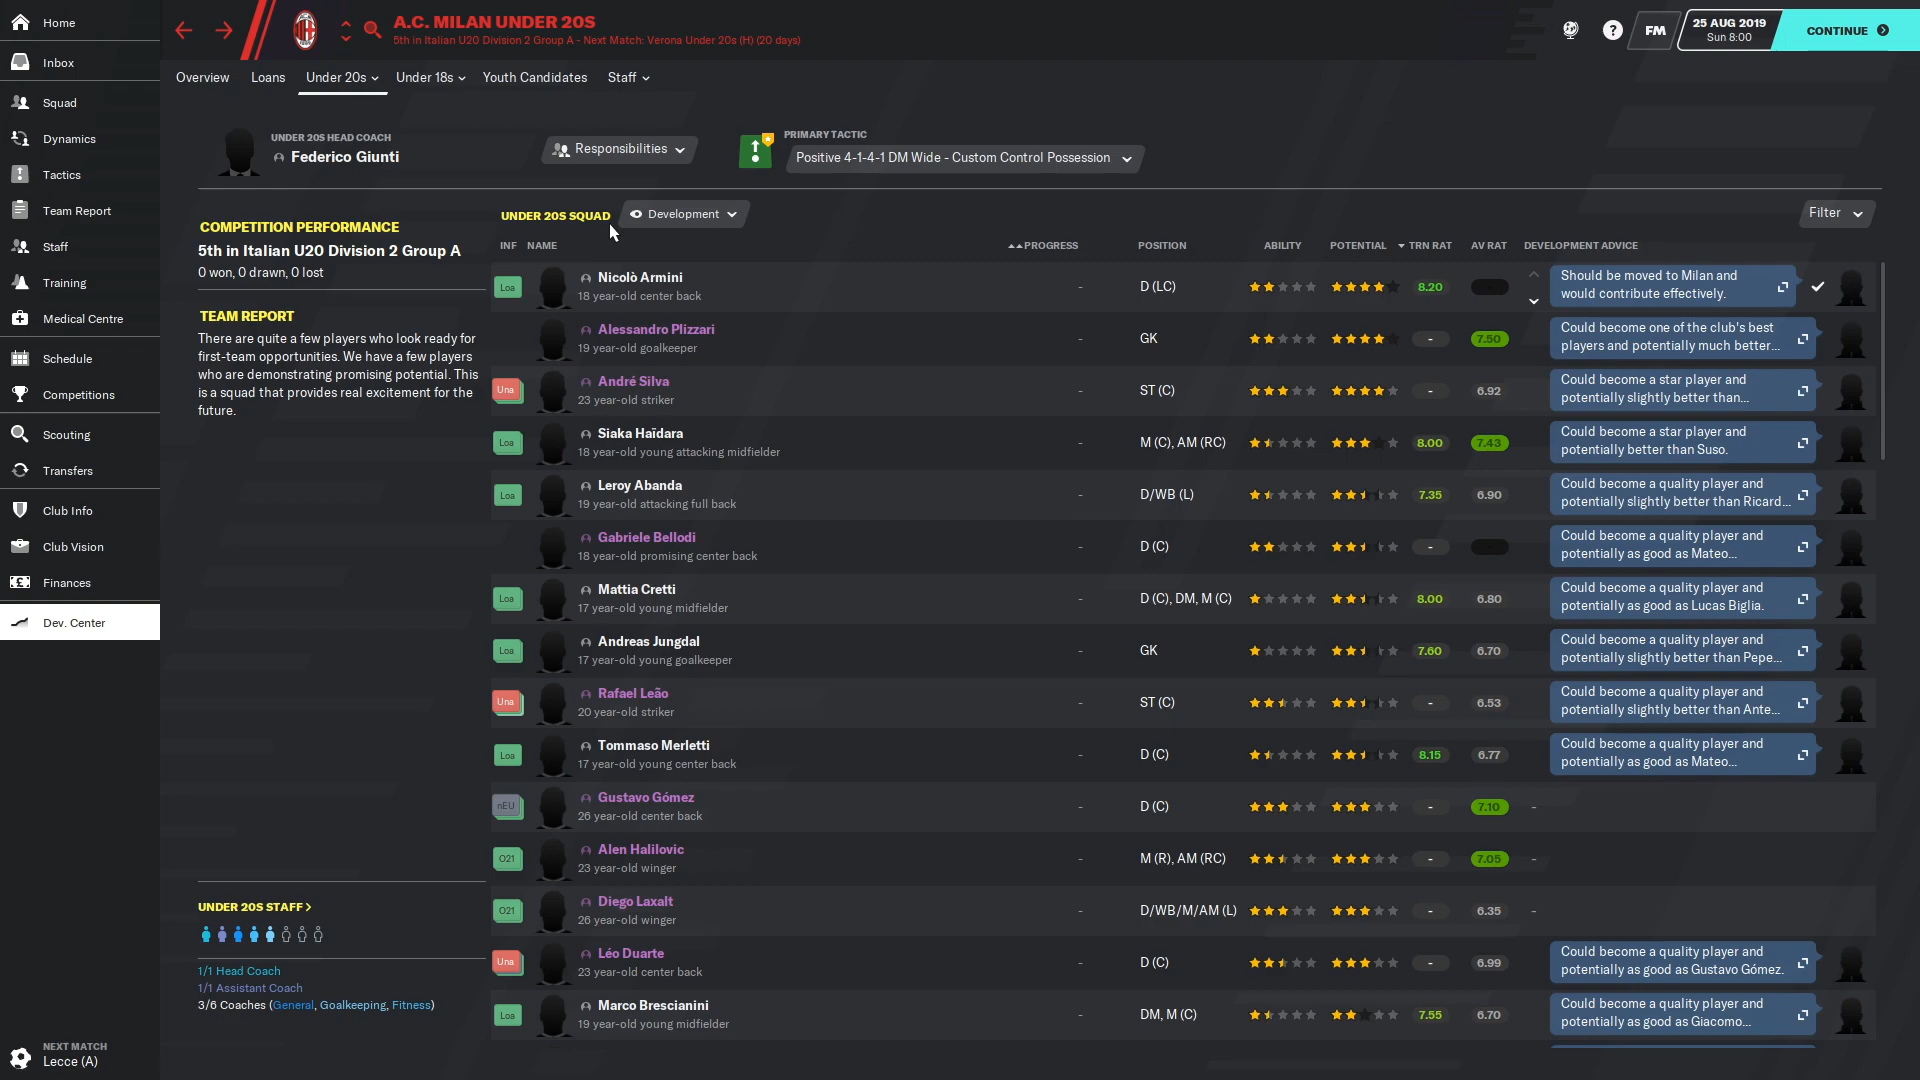 Home
Inbox
Squad
Dynamics
Tactics
Team Report
Staff
Training
Medical Centre
Schedule
Competitions
Scouting
Transfers
Club Info
Club Vision
Finances
Dev. Center
NEXT MATCH
Lecce (A)
A.C. MILAN UNDER 20S
5th in Italian U20 Division 2 Group A - Next Match: Verona Under 20s (H) (20 days)
?
FM
25 AUG 2019
Sun 8:00
CONTINUE
Overview Loans Under 20s Under 18s Youth Candidates Staff
UNDER 20S HEAD COACH
Federico Giunti
Responsibilities
PRIMARY TACTIC
Positive 4-1-4-1 DM Wide - Custom Control Possession
COMPETITION PERFORMANCE
5th in Italian U20 Division 2 Group A
0 won, 0 drawn, 0 lost
TEAM REPORT
There are quite a few players who look ready for
first-team opportunities. We have a few players
who are demonstrating promising potential. This
is a squad that provides real excitement for the
future.
UNDER 20S STAFF >
1/1 Head Coach
1/1 Assistant Coach
3/6 Coaches (General, Goalkeeping, Fitness)
UNDER 20S SQUAD Development Filter
INF NAME PROGRESS POSITION ABILITY POTENTIAL TRN RAT AV RAT DEVELOPMENT ADVICE
Loa Nicolò Armini - D (LC) 8.20 Should be moved to Milan and
18 year-old center back would contribute effectively.
Alessandro Plizzari - GK - 7.50 Could become one of the club's best
19 year-old goalkeeper players and potentially much better...
Una André Silva - ST (C) - 6.92 Could become a star player and
23 year-old striker potentially slightly better than...
Loa Siaka Haïdara - M (C), AM (RC) 8.00 7.43 Could become a star player and
18 year-old young attacking midfielder potentially better than Suso.
Loa Leroy Abanda - D/WB (L) 7.35 6.90 Could become a quality player and
19 year-old attacking full back potentially slightly better than Ricard...
Gabriele Bellodi - D (C) - Could become a quality player and
18 year-old promising center back potentially as good as Mateo...
Loa Mattia Cretti - D (C), DM, M (C) 8.00 6.80 Could become a quality player and
17 year-old young midfielder potentially as good as Lucas Biglia.
Loa Andreas Jungdal - GK 7.60 6.70 Could become a quality player and
17 year-old young goalkeeper potentially slightly better than Pepe...
Una Rafael Leão - ST (C) - 6.53 Could become a quality player and
20 year-old striker potentially slightly better than Ante...
Loa Tommaso Merletti - D (C) 8.15 6.77 Could become a quality player and
17 year-old young center back potentially as good as Mateo...
nEU Gustavo Gómez - D (C) - 7.10 -
26 year-old center back
O21 Alen Halilovic - M (R), AM (RC) - 7.05 -
23 year-old winger
O21 Diego Laxalt - D/WB/M/AM (L) - 6.35 -
26 year-old winger
Una Léo Duarte - D (C) - 6.99 Could become a quality player and
23 year-old center back potentially as good as Gustavo Gómez.
Loa Marco Brescianini - DM, M (C) 7.55 6.70 Could become a quality player and
19 year-old young midfielder potentially as good as Giacomo...